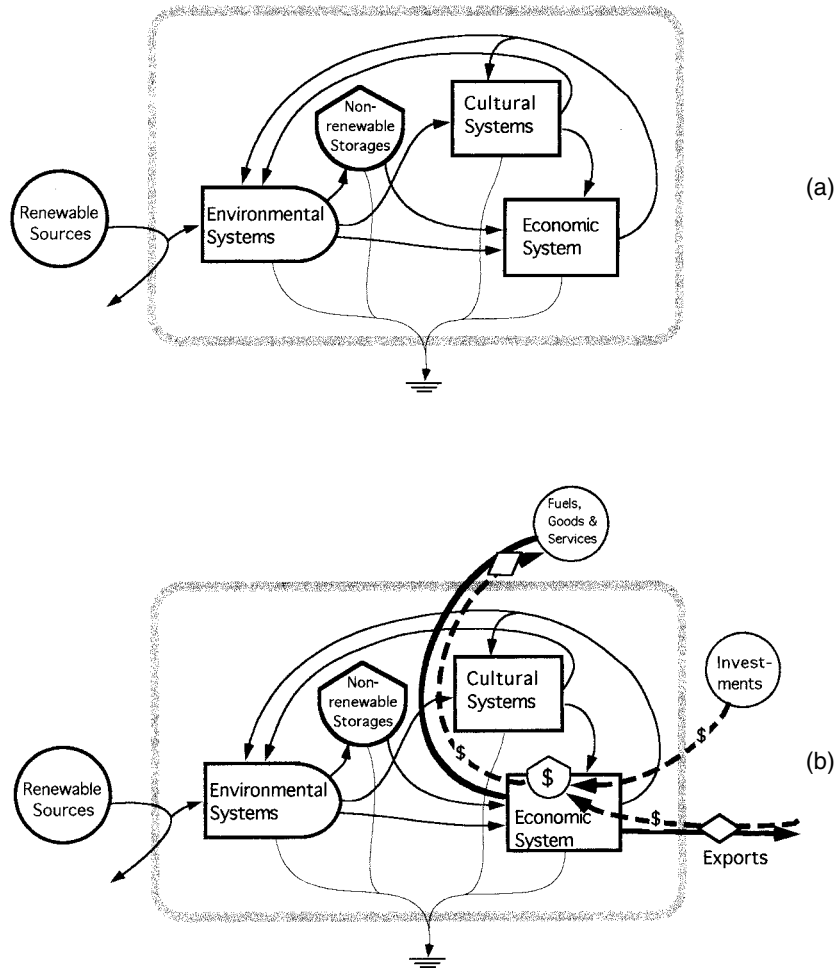 Non-
renewable
Storages
Cultural
Systems
(a)
Renewable
Sources
Environmental
Systems
Economic
System
Fuels,
Goods &
Services
Non-
renewable
Storages
Cultural
Systems
Invest-
ments
$
$
$
(b)
Renewable
Sources
Environmental
Systems
Economic
System
$
Exports